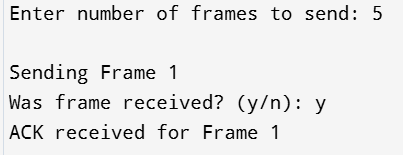 Enter number of frames to send: 5
Sending Frame 1
Was frame received? (y/n): y
ACK received for Frame 1